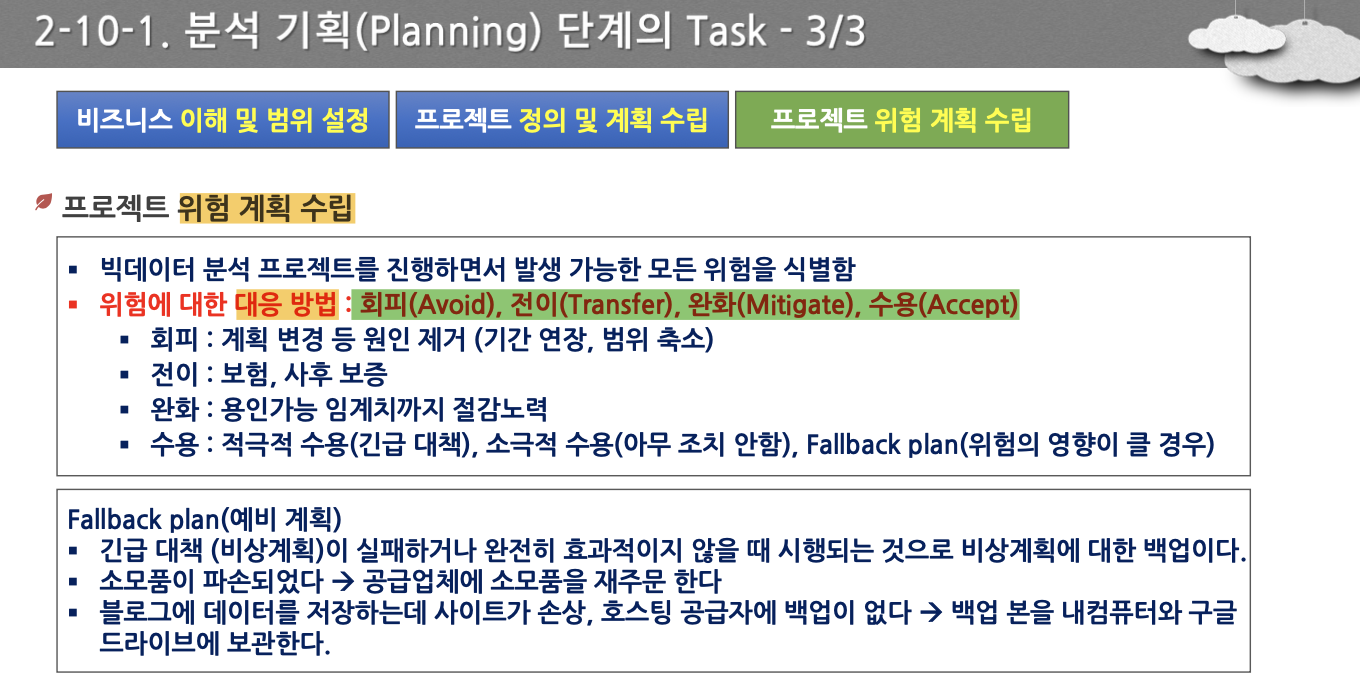 2-10-1. 분석 기획(Planning) 단계의 Task - 3/3
비즈니스 이해 및 범위 설정
프로젝트 정의 및 계획 수립
프로젝트 위험 계획 수립
프로젝트 위험 계획 수립
▪ 빅데이터 분석 프로젝트를 진행하면서 발생 가능한 모든 위험을 식별함
▪ 위험에 대한 대응 방법 : 회피(Avoid), 전이(Transfer), 완화(Mitigate), 수용(Accept)
▪ 회피 : 계획 변경 등 원인 제거 (기간 연장, 범위 축소)
▪ 전이 : 보험, 사후 보증
▪ 완화 : 용인가능 임계치까지 절감노력
▪ 수용 : 적극적 수용(긴급 대책), 소극적 수용(아무 조치 안함), Fallback plan(위험의 영향이 클 경우)
Fallback plan(예비 계획)
▪ 긴급 대책 (비상계획)이 실패하거나 완전히 효과적이지 않을 때 시행되는 것으로 비상계획에 대한 백업이다.
▪ 소모품이 파손되었다 → 공급업체에 소모품을 재주문 한다
▪ 블로그에 데이터를 저장하는데 사이트가 손상, 호스팅 공급자에 백업이 없다 → 백업 본을 내컴퓨터와 구글
드라이브에 보관한다.